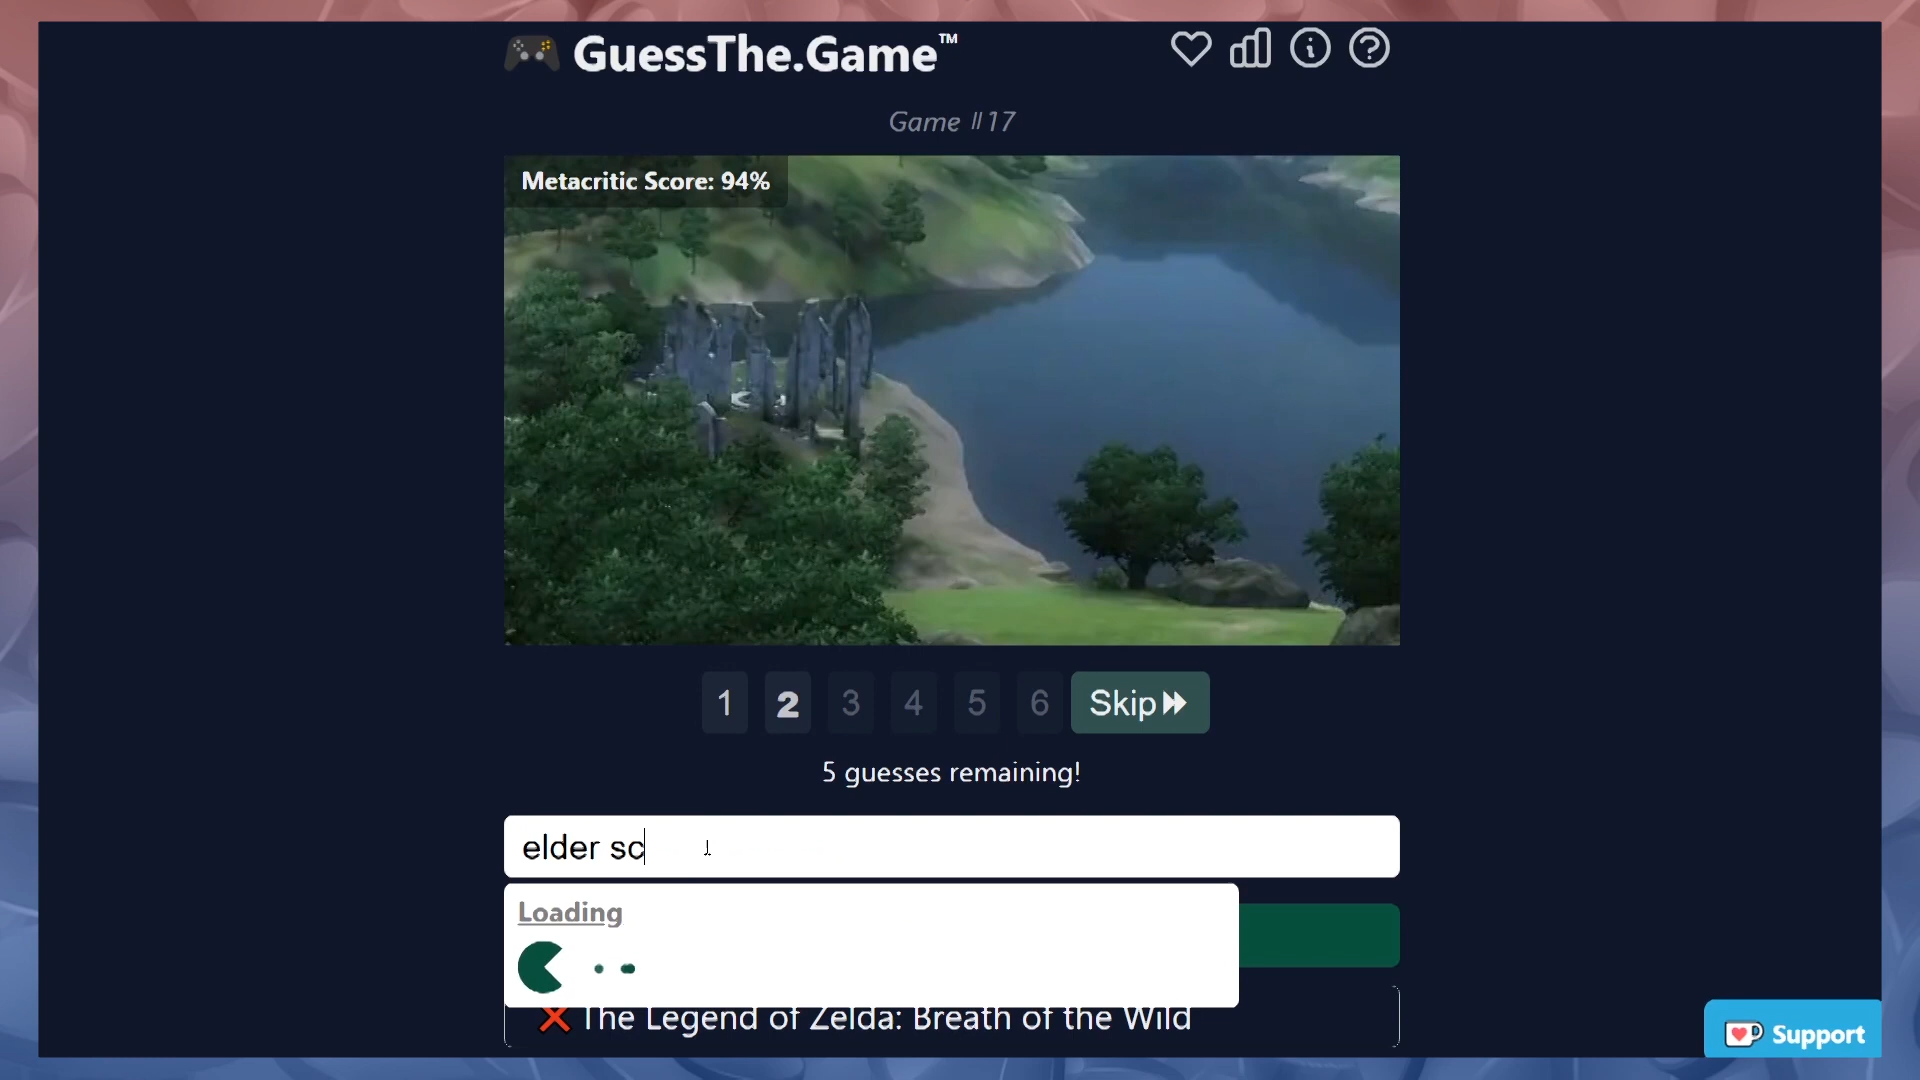 GuessThe.Game™
Game #17
Metacritic Score: 94%
1 2 3 4 5 6 Skip
5 guesses remaining!
elder sc
Loading
The Legend of Zelda: Breath of the Wild
Support